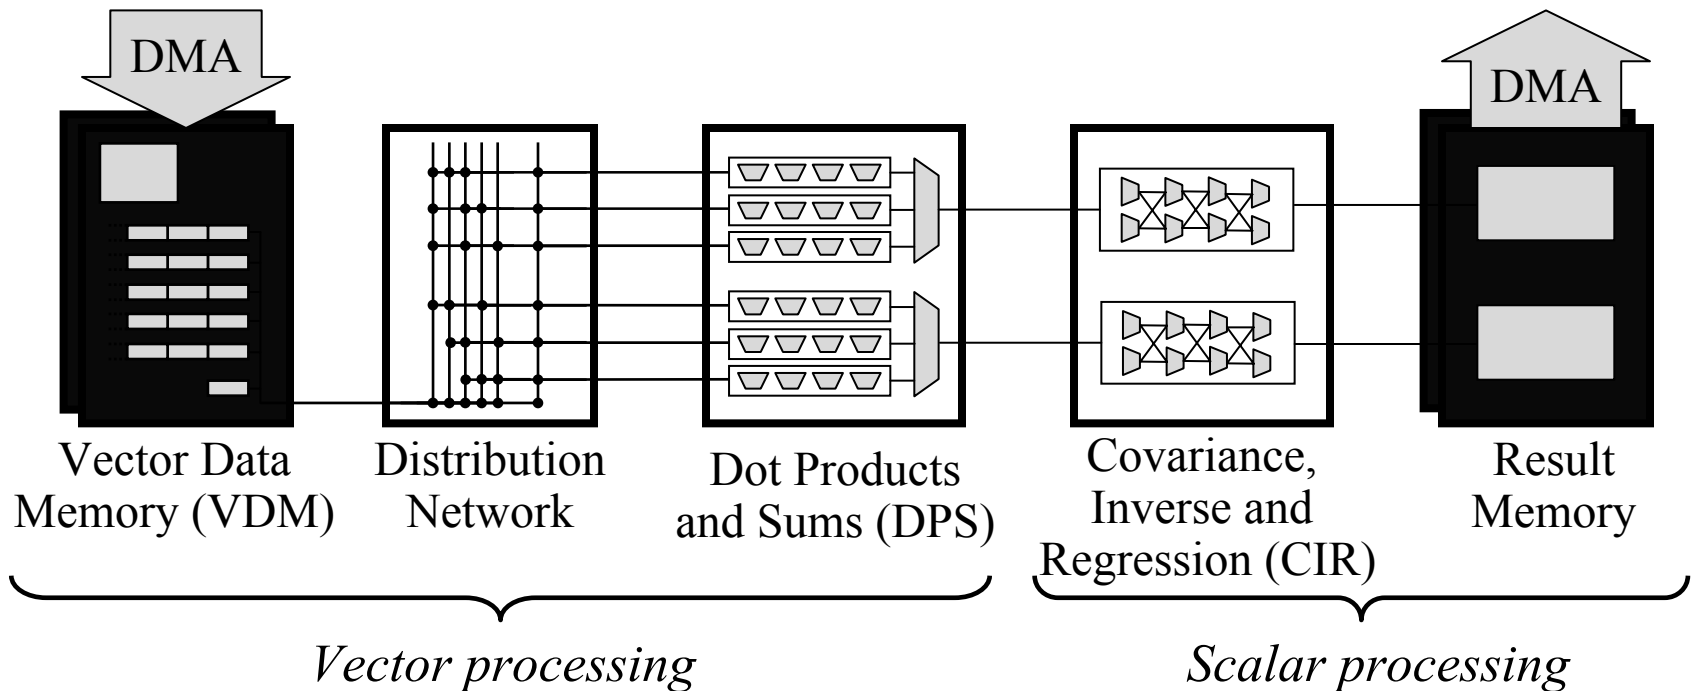 DMA
DMA
Vector Data
Memory (VDM)
Distribution
Network
Dot Products
and Sums (DPS)
Covariance,
Inverse and
Regression (CIR)
Result
Memory
Vector processing
Scalar processing